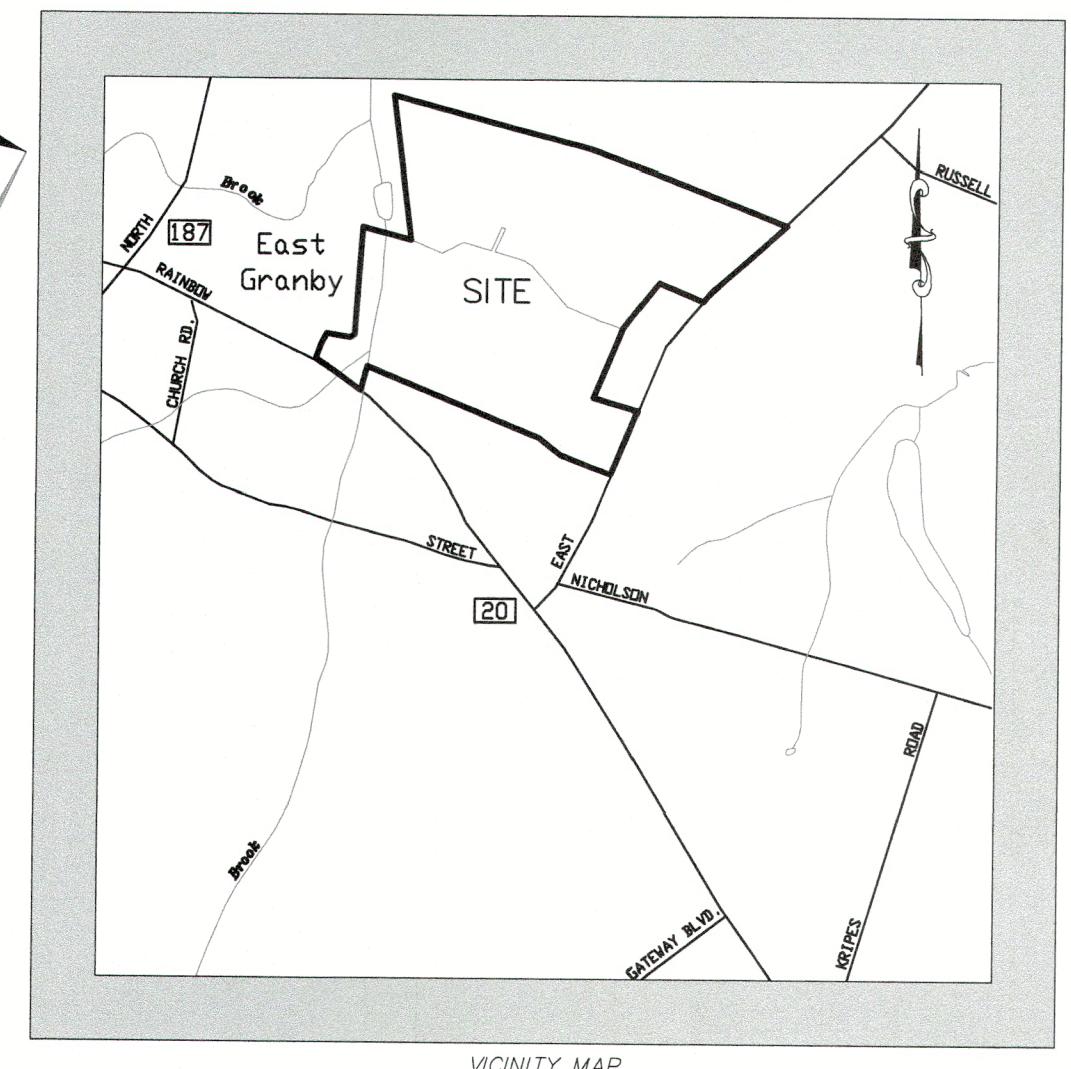 Brook
RUSSELL
NORTH
187
East
Granby
RAINBOW
SITE
CHURCH RD.
STREET
EAST
NICHOLSON
20
ROAD
Brook
GATEWAY BLVD.
KRIPES
VICINITY MAP